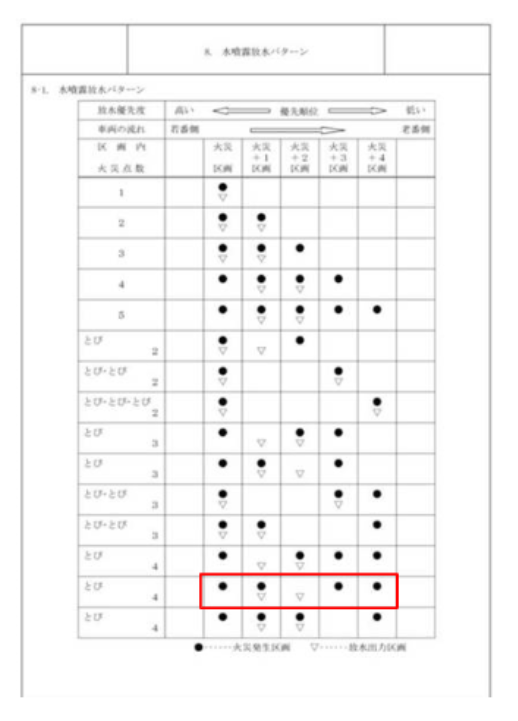 8. 水噴霧放水パターン
8-1. 水噴霧放水パターン
放水優先度 高い 優先順位 低い
車両の流れ 若番側 老番側
区画内 火災 火災 火災 火災 火災
+1 +2 +3 +4
火災点数 区画 区画 区画 区画 区画
1 ●▽
2 ●▽ ●▽
3 ●▽ ●▽ ●
4 ● ●▽ ●▽ ●
5 ● ●▽ ●▽ ● ●
とび 2 ●▽ ▽ ●
とび・とび 2 ●▽ ●▽
とび・とび・とび 2 ●▽ ●▽
とび 3 ● ▽ ●▽ ●
とび 3 ● ●▽ ▽ ●
とび・とび 3 ●▽ ●▽ ●
とび・とび 3 ●▽ ●▽ ●
とび 4 ● ▽ ●▽ ● ●
とび 4 ● ●▽ ▽ ● ●
とび 4 ● ●▽ ●▽ ●
●‥‥‥火災発生区画 ▽‥‥‥放水出力区画